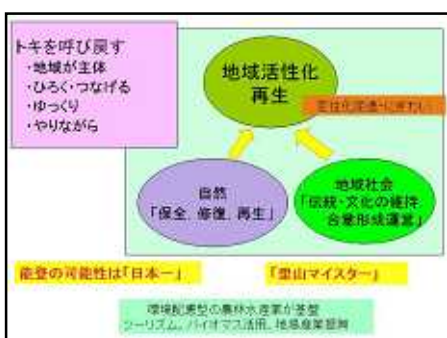 トキを呼び戻す
・地域が主体
・ひろく・つなげる
・ゆっくり
・やりながら
地域活性化
再生
自然
「保全、修復、再生」
地域社会
「伝統・文化の維持
合意形成運営」
能登の可能性は「日本一」
「里山マイスター」
環境配慮型の農林水産業が基盤
ツーリズム、バイオマス活用、地場産業振興